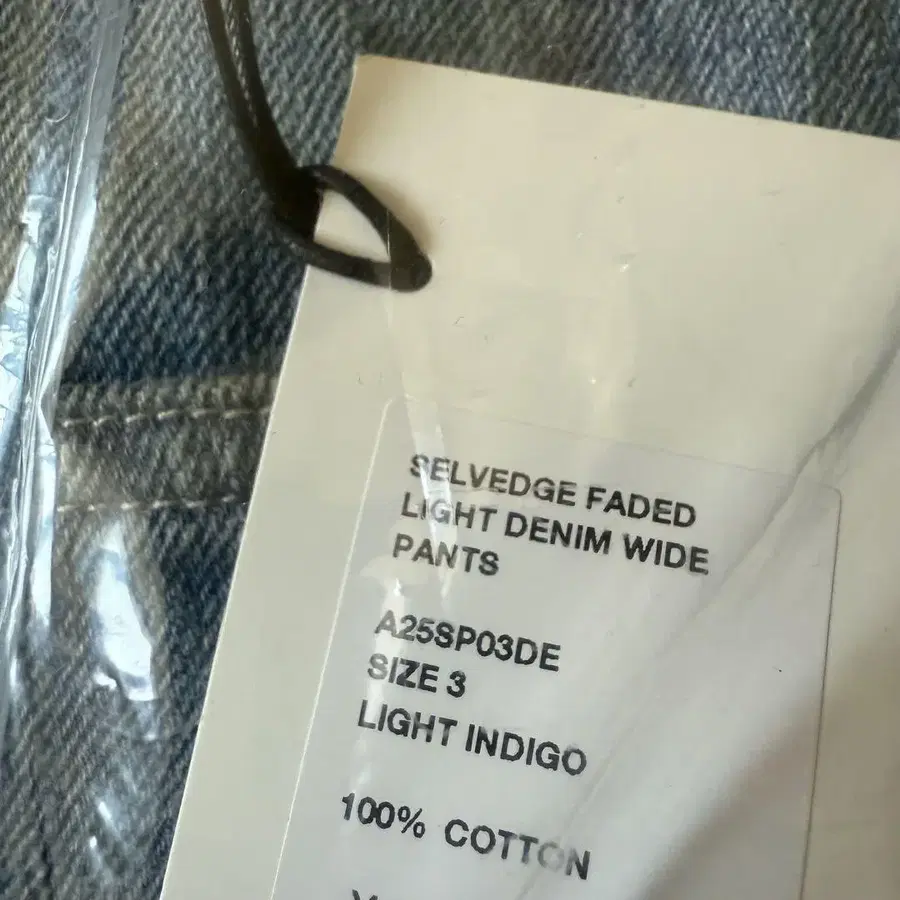 SELVEDGE FADED
LIGHT DENIM WIDE
PANTS
A25SP03DE
SIZE 3
LIGHT INDIGO
100% COTTON